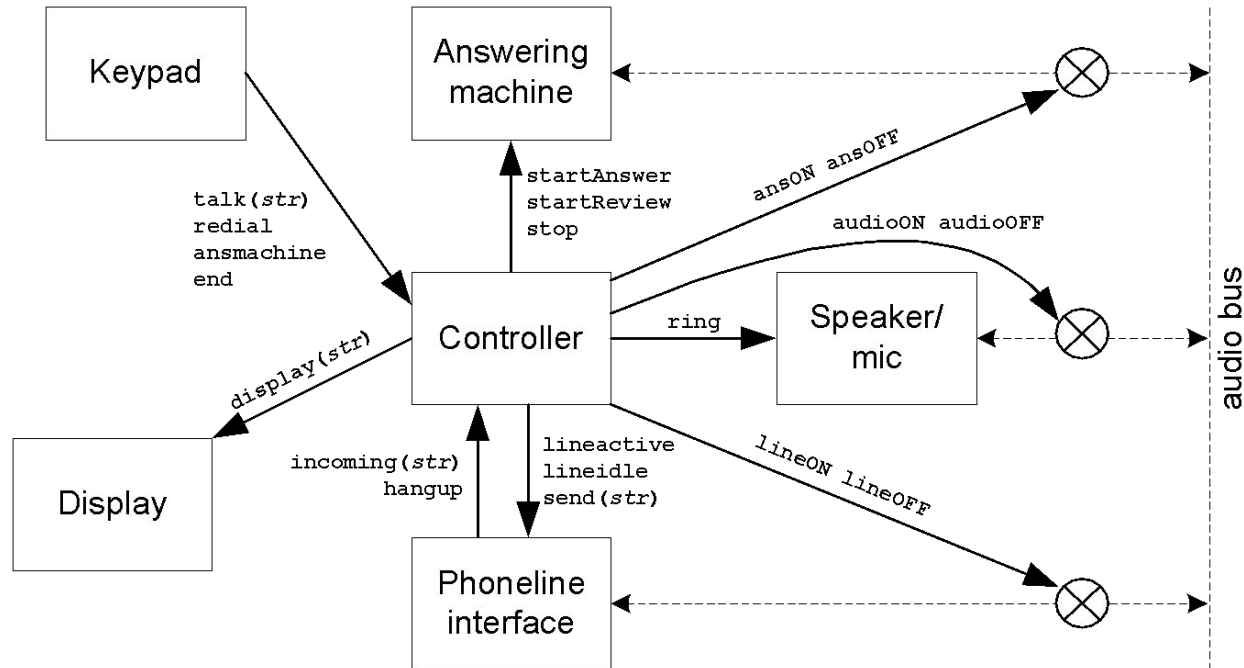 Keypad
Answering
machine
talk(str)
redial
ansmachine
end
startAnswer
startReview
stop
ansON ansOFF
audioON audioOFF
Controller
ring
Speaker/
mic
audio bus
display(str)
Display
incoming(str)
hangup
lineactive
lineidle
send(str)
lineON lineOFF
Phoneline
interface